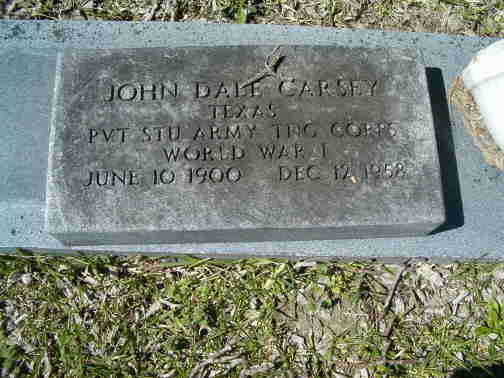 JOHN DALE CARSEY
TEXAS
PVT STU ARMY TNG CORPS
WORLD WAR I
JUNE 10 1900 DEC 12 1958